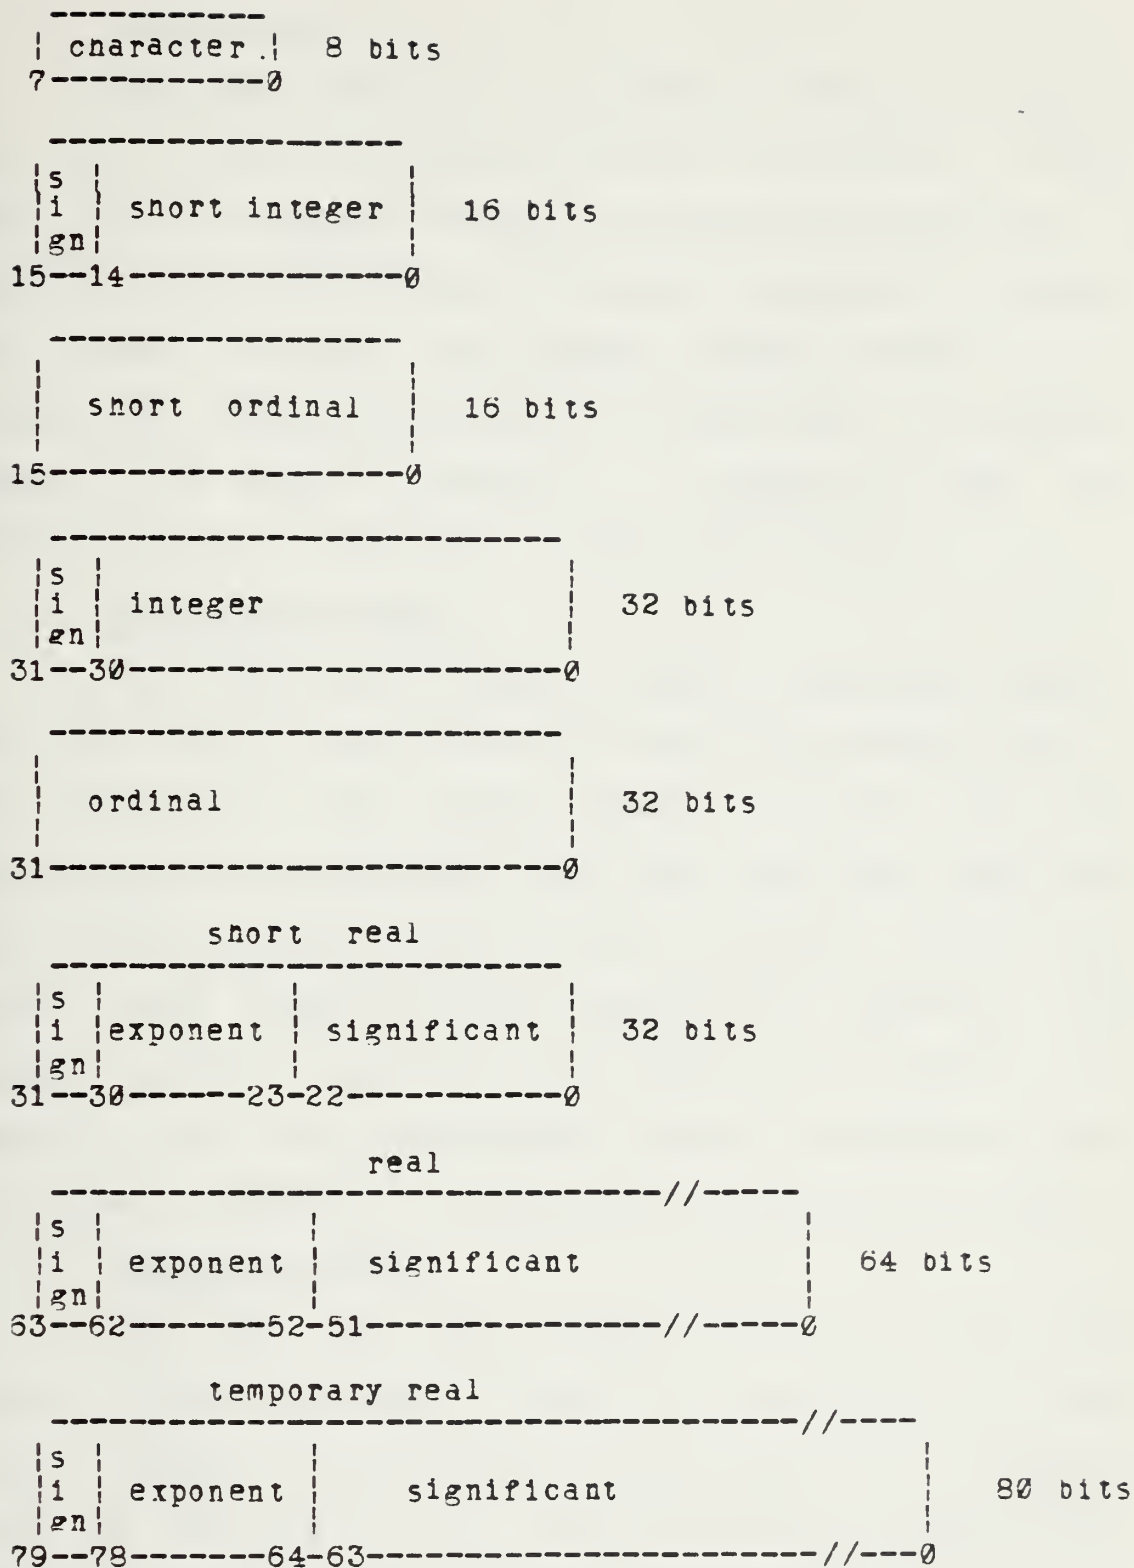 ------------
| character .| 8 bits
7------------0
-------------------
|s |
|i | short integer | 16 bits
|gn|
15--14---------------0
-------------------
| short ordinal | 16 bits
15-------------------0
---------------------------
|s |
|i | integer | 32 bits
|gn|
31--30-----------------------0
---------------------------
| ordinal | 32 bits
31---------------------------0
short real
---------------------------
|s |
|i |exponent | significant | 32 bits
|gn|
31--30-------23-22------------0
real
--------------------------------//-----
|s |
|i | exponent | significant | 64 bits
|gn|
63--62--------52-51----------------//-----0
temporary real
----------------------------------------//----
|s |
|i | exponent | significant | 80 bits
|gn|
79--78--------64-63------------------------//---0